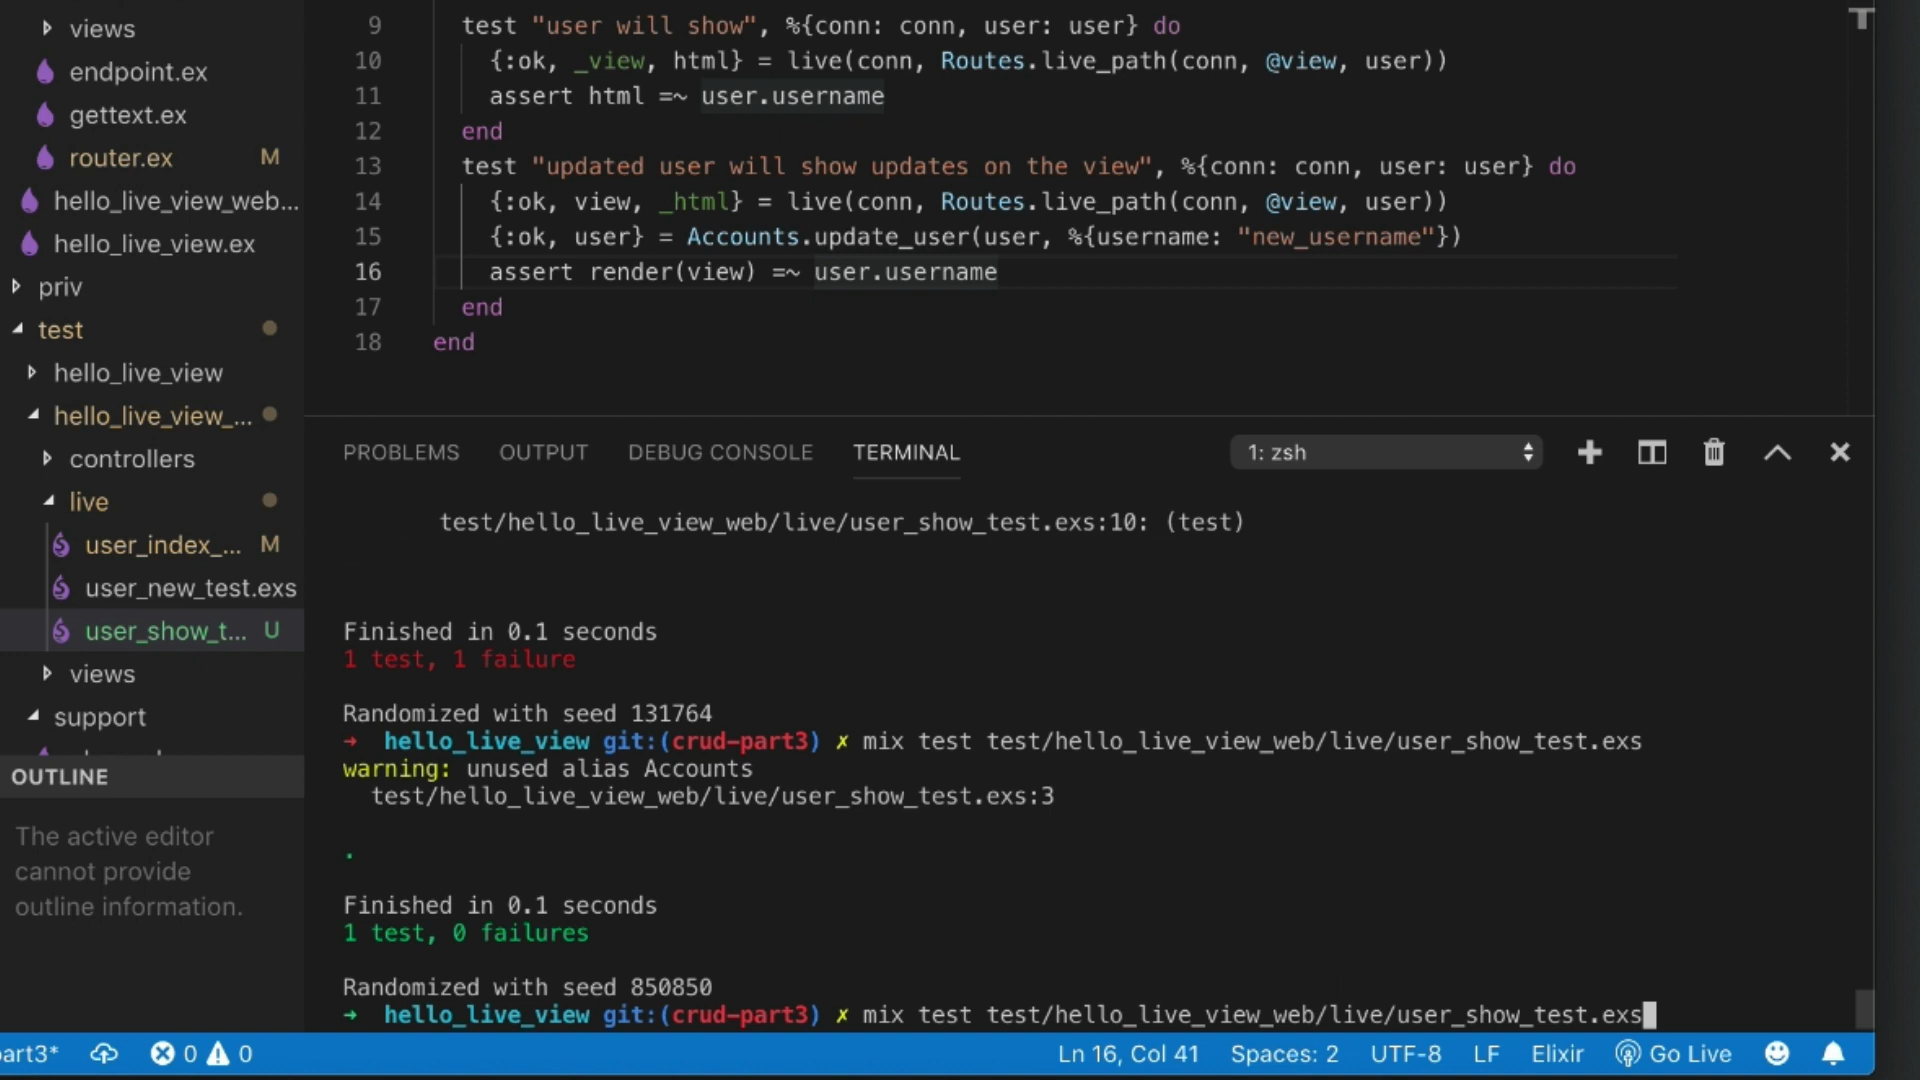 views
endpoint.ex
gettext.ex
router.ex M
hello_live_view_web...
hello_live_view.ex
priv
test
hello_live_view
hello_live_view_...
controllers
live
user_index_... M
user_new_test.exs
user_show_t... U
views
support
OUTLINE
The active editor
cannot provide
outline information.
9 test "user will show", %{conn: conn, user: user} do
10 {:ok, _view, html} = live(conn, Routes.live_path(conn, @view, user))
11 assert html =~ user.username
12 end
13 test "updated user will show updates on the view", %{conn: conn, user: user} do
14 {:ok, view, _html} = live(conn, Routes.live_path(conn, @view, user))
15 {:ok, user} = Accounts.update_user(user, %{username: "new_username"})
16 assert render(view) =~ user.username
17 end
18 end
PROBLEMS OUTPUT DEBUG CONSOLE TERMINAL 1: zsh
test/hello_live_view_web/live/user_show_test.exs:10: (test)
Finished in 0.1 seconds
1 test, 1 failure
Randomized with seed 131764
→ hello_live_view git:(crud-part3) ✗ mix test test/hello_live_view_web/live/user_show_test.exs
warning: unused alias Accounts
test/hello_live_view_web/live/user_show_test.exs:3
.
Finished in 0.1 seconds
1 test, 0 failures
Randomized with seed 850850
→ hello_live_view git:(crud-part3) ✗ mix test test/hello_live_view_web/live/user_show_test.exs
art3* 0 0 Ln 16, Col 41 Spaces: 2 UTF-8 LF Elixir Go Live